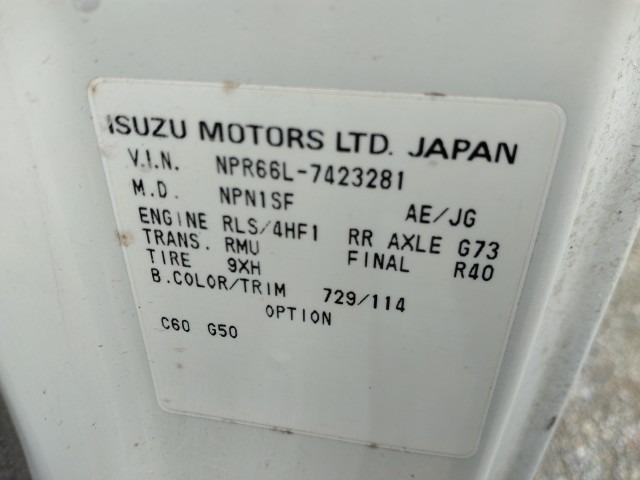 ISUZU MOTORS LTD. JAPAN
V.I.N. NPR66L-7423281
M.D. NPN1SF AE/JG
ENGINE RLS/4HF1 RR AXLE G73
TRANS. RMU FINAL R40
TIRE 9XH
B.COLOR/TRIM 729/114
OPTION
C60 G50